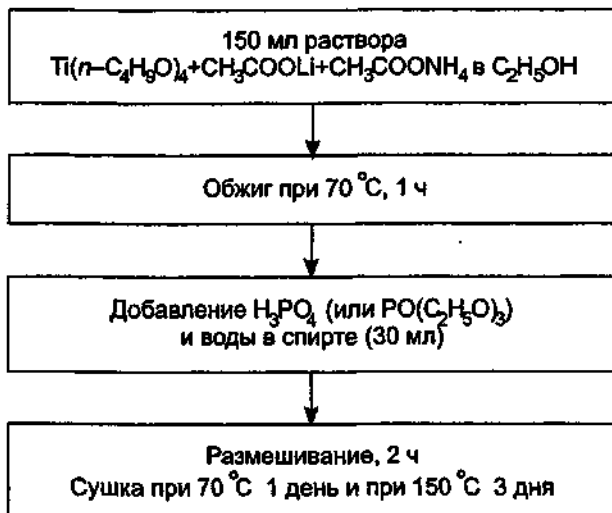 150 мл раствора
Ti(n–C₄H₉O)₄+CH₃COOLi+CH₃COONH₄ в C₂H₅OH
Обжиг при 70 °C, 1 ч
Добавление H₃PO₄ (или PO(C₂H₅O)₃)
и воды в спирте (30 мл)
Размешивание, 2 ч
Сушка при 70 °C 1 день и при 150 °C 3 дня